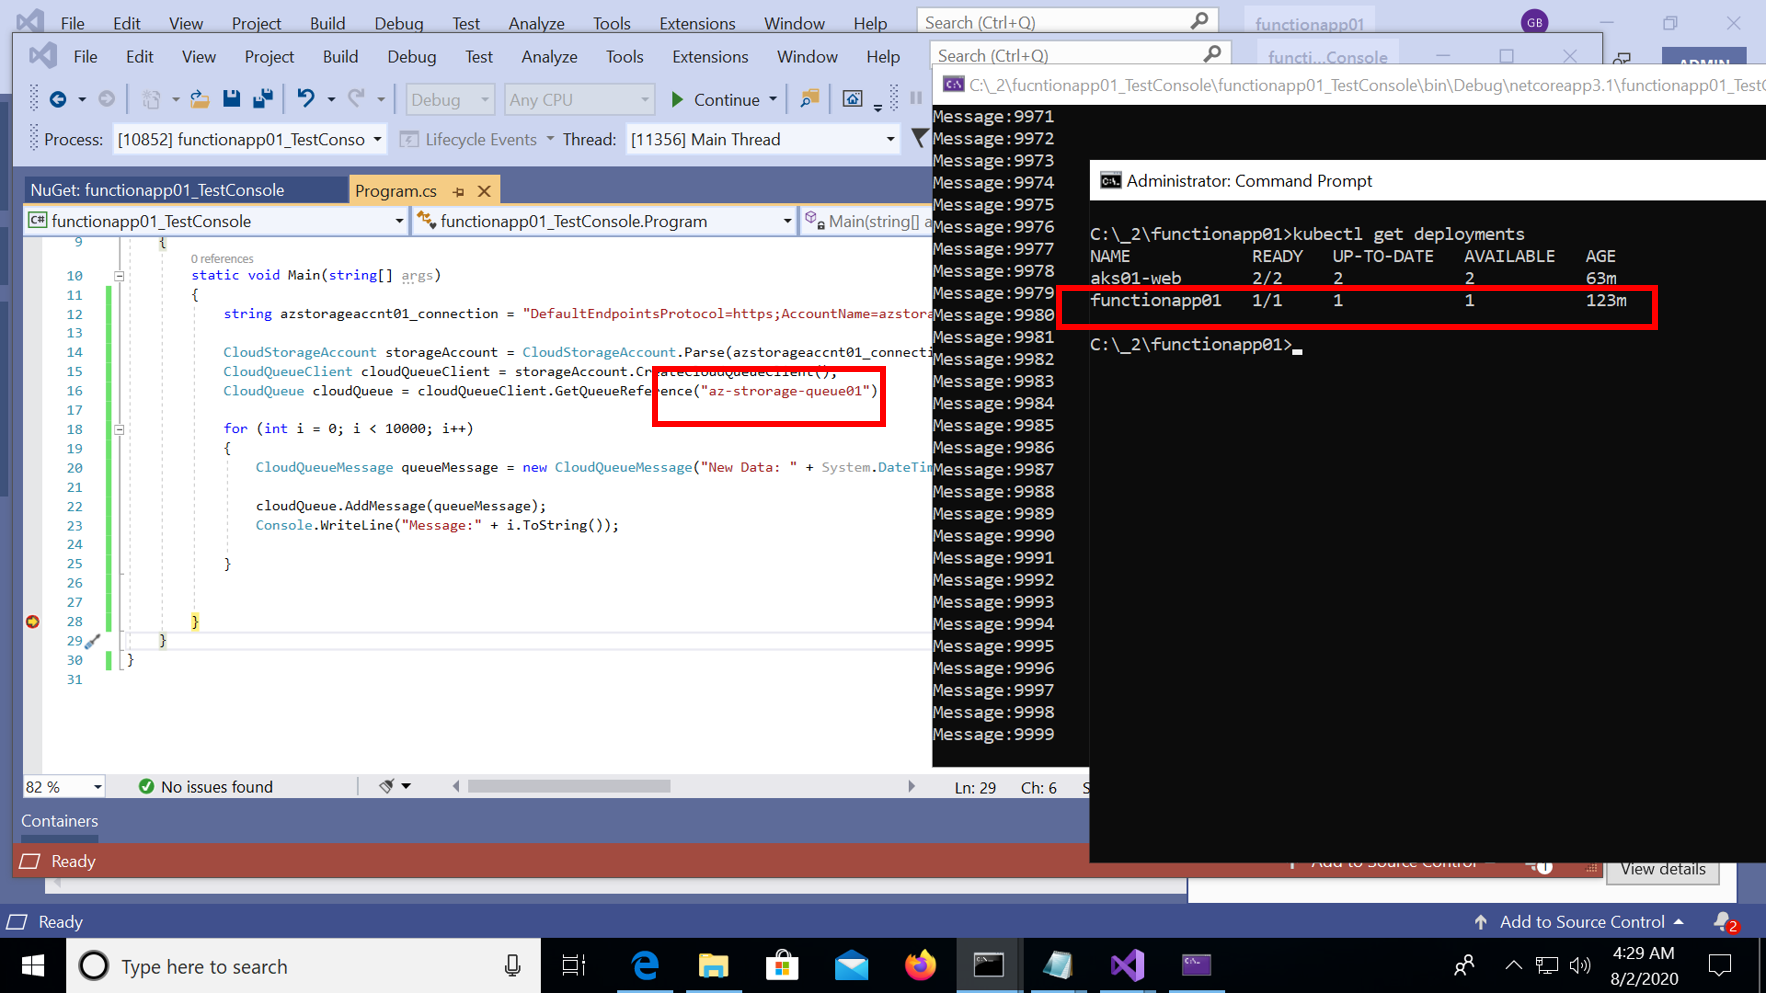 File Edit View Project Build Debug Test Analyze Tools Extensions Window Help Search (Ctrl+Q) functionapp01 GB
File Edit View Project Build Debug Test Analyze Tools Extensions Window Help Search (Ctrl+Q) functi...Console
ADMIN
Debug Any CPU Continue
Process: [10852] functionapp01_TestConso Lifecycle Events Thread: [11356] Main Thread
NuGet: functionapp01_TestConsole Program.cs
C# functionapp01_TestConsole functionapp01_TestConsole.Program Main(string[] a
9 {
0 references
10 static void Main(string[] args)
11 {
12 string azstorageaccnt01_connection = "DefaultEndpointsProtocol=https;AccountName=azstora
13
14 CloudStorageAccount storageAccount = CloudStorageAccount.Parse(azstorageaccnt01_connecti
15 CloudQueueClient cloudQueueClient = storageAccount.CreateCloudQueueClient();
16 CloudQueue cloudQueue = cloudQueueClient.GetQueueReference("az-strorage-queue01")
17
18 for (int i = 0; i < 10000; i++)
19 {
20 CloudQueueMessage queueMessage = new CloudQueueMessage("New Data: " + System.DateTim
21
22 cloudQueue.AddMessage(queueMessage);
23 Console.WriteLine("Message:" + i.ToString());
24
25 }
26
27
28 }
29 }
30 }
31
82 % No issues found Ln: 29 Ch: 6
Containers
Ready
C:\_2\fucntionapp01_TestConsole\functionapp01_TestConsole\bin\Debug\netcoreapp3.1\functionapp01_Test
Message:9971
Message:9972
Message:9973
Message:9974
Message:9975
Message:9976
Message:9977
Message:9978
Message:9979
Message:9980
Message:9981
Message:9982
Message:9983
Message:9984
Message:9985
Message:9986
Message:9987
Message:9988
Message:9989
Message:9990
Message:9991
Message:9992
Message:9993
Message:9994
Message:9995
Message:9996
Message:9997
Message:9998
Message:9999
Administrator: Command Prompt
C:\_2\functionapp01>kubectl get deployments
NAME READY UP-TO-DATE AVAILABLE AGE
aks01-web 2/2 2 2 63m
functionapp01 1/1 1 1 123m
C:\_2\functionapp01>
Add to Source Control 1
View details
Ready Add to Source Control 2
Type here to search
4:29 AM
8/2/2020